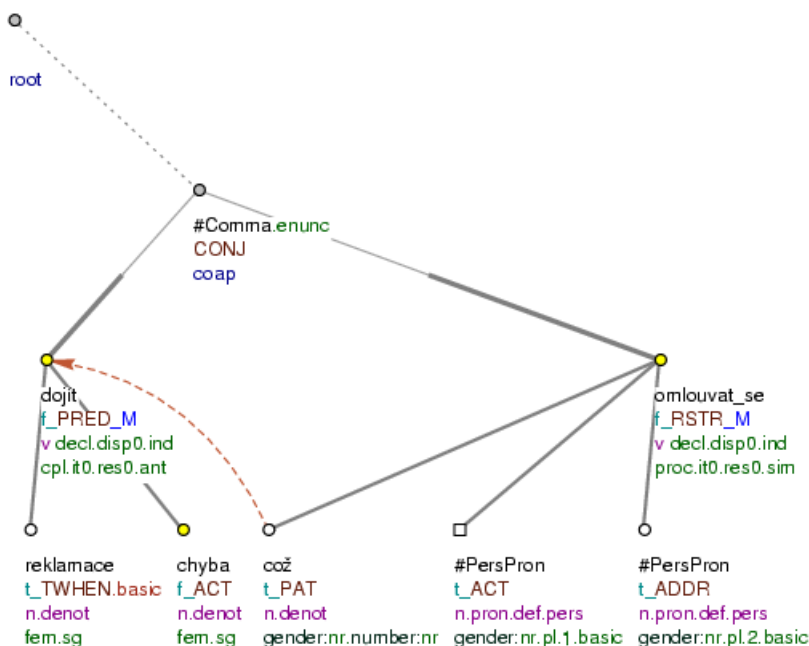 root
#Comma.enunc
CONJ
coap
dojít
f_PRED_M
v decl.disp0.ind
cpl.it0.res0.ant
omlouvat_se
f_RSTR_M
v decl.disp0.ind
proc.it0.res0.sim
reklamace
t_TWHEN.basic
n.denot
fem.sg
chyba
f_ACT
n.denot
fem.sg
což
t_PAT
n.denot
gender:nr.number:nr
#PersPron
t_ACT
n.pron.def.pers
gender:nr.pl.1.basic
#PersPron
t_ADDR
n.pron.def.pers
gender:nr.pl.2.basic